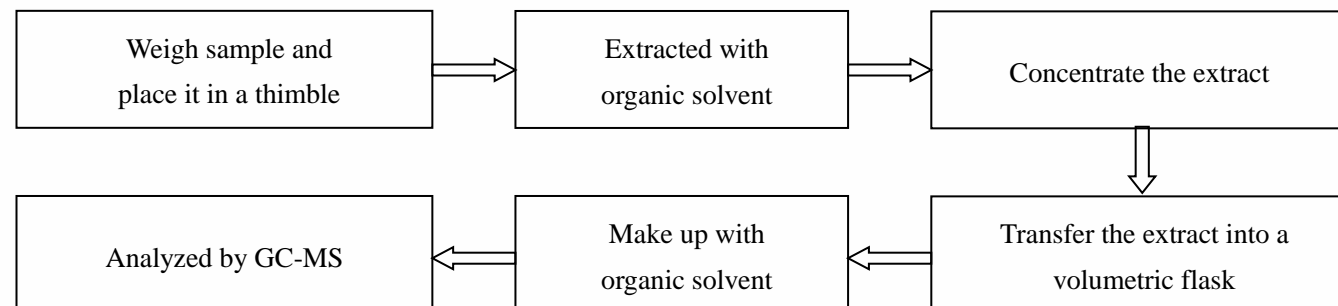 Weigh sample and
place it in a thimble
Extracted with
organic solvent
Concentrate the extract
Transfer the extract into a
volumetric flask
Make up with
organic solvent
Analyzed by GC-MS